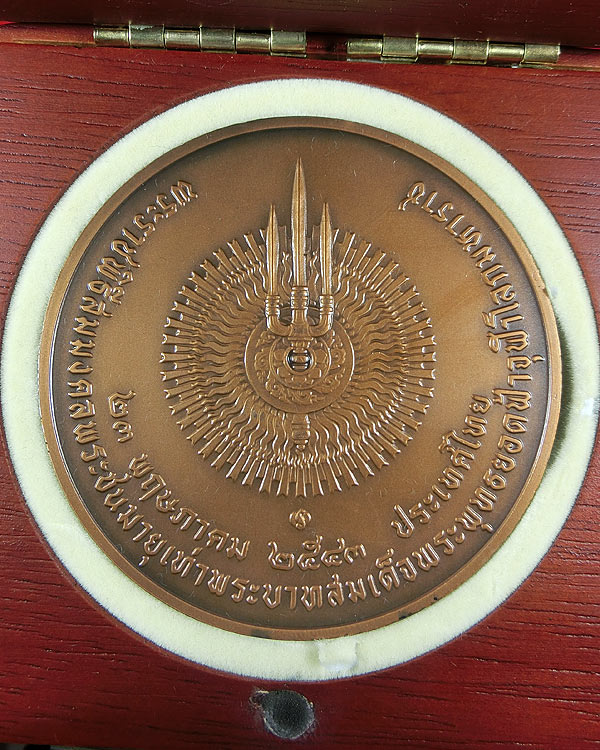 พระราชพิธีสมมงคลพระชนมายุเท่าพระบาทสมเด็จพระพุทธยอดฟ้าจุฬาโลกมหาราช
๒๓ พฤษภาคม ๒๕๔๓ ประเทศไทย